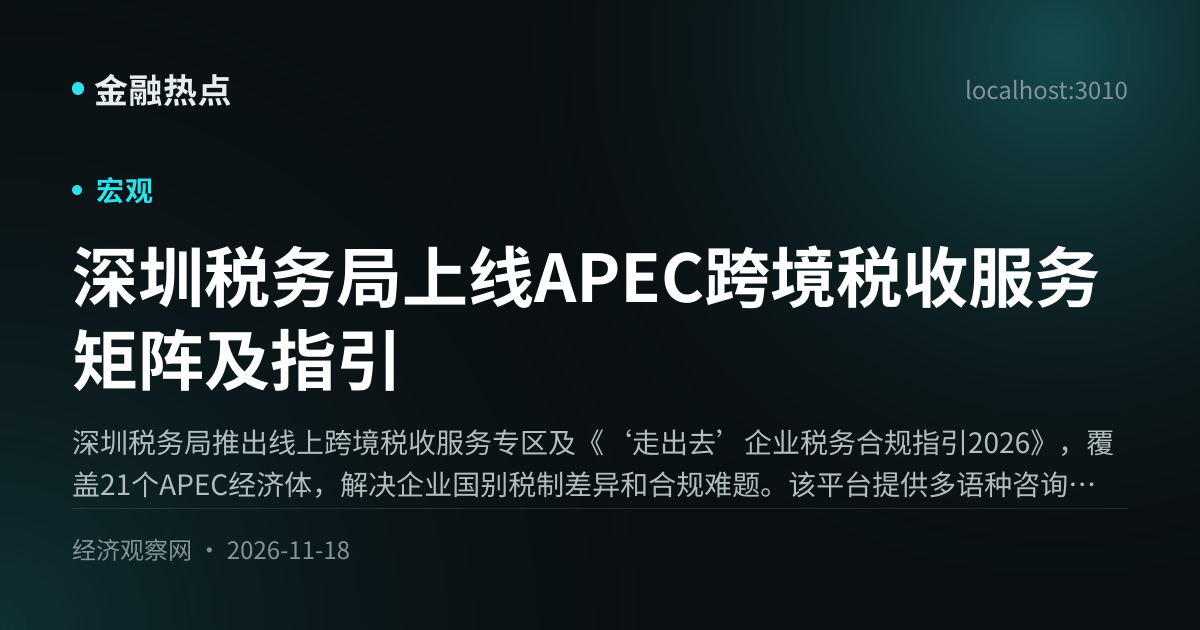 金融热点
localhost:3010
宏观
深圳税务局上线APEC跨境税收服务
矩阵及指引
深圳税务局推出线上跨境税收服务专区及《‘走出去’企业税务合规指引2026》，覆
盖21个APEC经济体，解决企业国别税制差异和合规难题。该平台提供多语种咨询…
经济观察网 • 2026-11-18